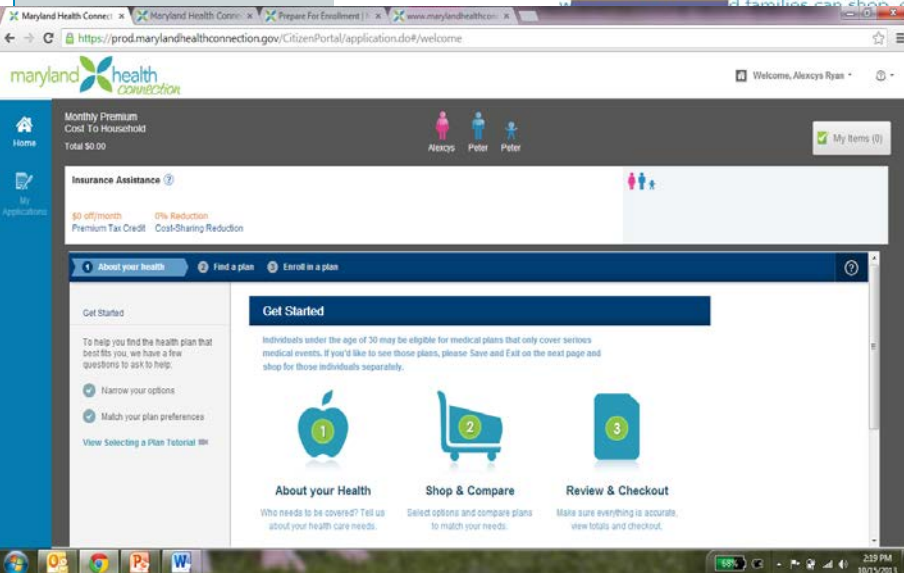 d families can shop,
Maryland Health Connect
Maryland Health Conne
Prepare For Enrollment |
www.marylandhealthconn
https://prod.marylandhealthconnection.gov/CitizenPortal/application.do#/welcome
maryland health connection
Welcome, Alexcys Ryan
Home
My Applications
Monthly Premium
Cost To Household
Total $0.00
Alexcys Peter Peter
My Items (0)
Insurance Assistance ?
$0 off/month 0% Reduction
Premium Tax Credit Cost-Sharing Reduction
1 About your health 2 Find a plan 3 Enroll in a plan ?
Get Started
To help you find the health plan that
best fits you, we have a few
questions to ask to help.
Narrow your options
Match your plan preferences
View Selecting a Plan Tutorial
Get Started
Individuals under the age of 30 may be eligible for medical plans that only cover serious
medical events. If you'd like to see those plans, please Save and Exit on the next page and
shop for those individuals separately.
1 2 3
About your Health
Who needs to be covered? Tell us
about your health care needs.
Shop & Compare
Select options and compare plans
to match your needs.
Review & Checkout
Make sure everything is accurate,
view totals and checkout.
68%
2:19 PM
10/15/2013